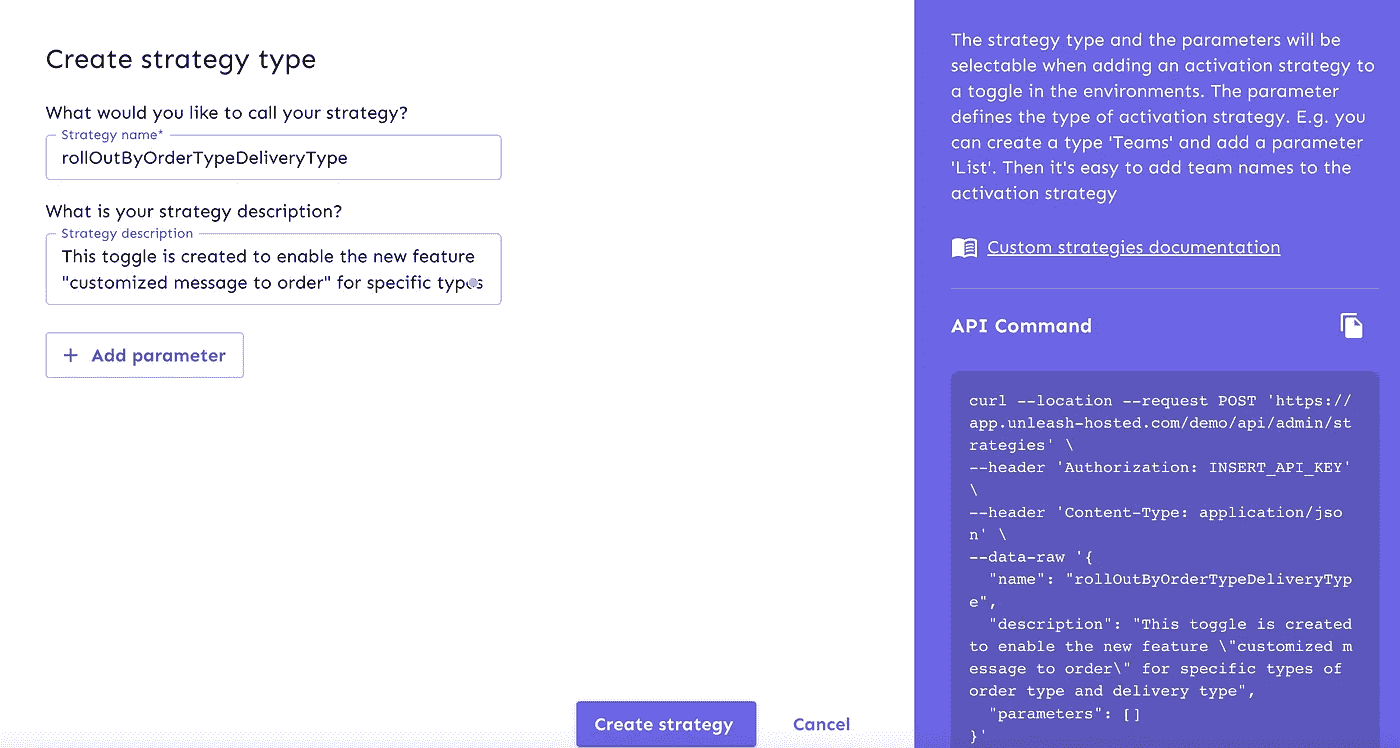 Create strategy type
What would you like to call your strategy?
Strategy name*
rollOutByOrderTypeDeliveryType
What is your strategy description?
Strategy description
This toggle is created to enable the new feature
"customized message to order" for specific types
+ Add parameter
Create strategy
Cancel
The strategy type and the parameters will be
selectable when adding an activation strategy to
a toggle in the environments. The parameter
defines the type of activation strategy. E.g. you
can create a type 'Teams' and add a parameter
'List'. Then it's easy to add team names to the
activation strategy
Custom strategies documentation
API Command
curl --location --request POST 'https://
app.unleash-hosted.com/demo/api/admin/st
rategies' \
--header 'Authorization: INSERT_API_KEY'
\
--header 'Content-Type: application/jso
n' \
--data-raw '{
"name": "rollOutByOrderTypeDeliveryTyp
e",
"description": "This toggle is created
to enable the new feature \"customized m
essage to order\" for specific types of
order type and delivery type",
"parameters": []
}'